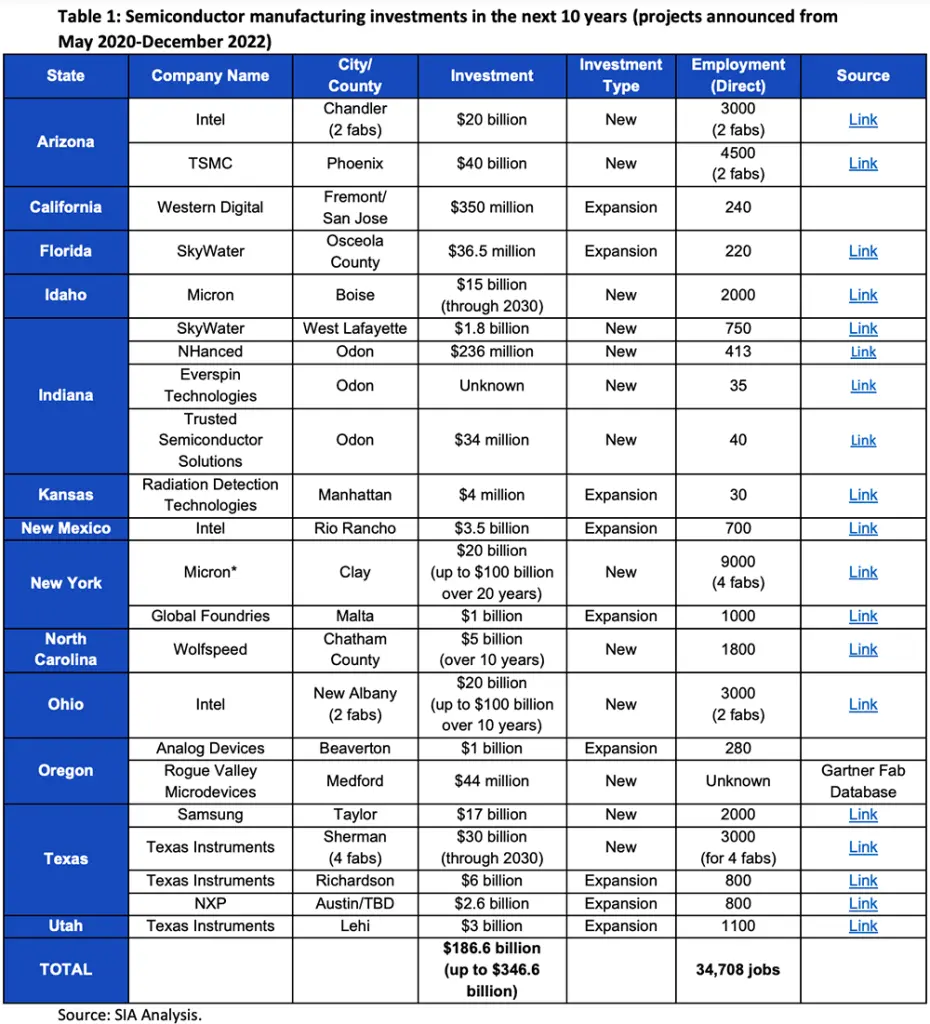 Table 1: Semiconductor manufacturing investments in the next 10 years (projects announced from
May 2020-December 2022)
State
Company Name
City/
County
Investment
Investment
Type
Employment
(Direct)
Source
Arizona
Intel
Chandler
(2 fabs)
$20 billion
New
3000
(2 fabs)
Link
TSMC
Phoenix
$40 billion
New
4500
(2 fabs)
Link
California
Western Digital
Fremont/
San Jose
$350 million
Expansion
240
Florida
SkyWater
Osceola
County
$36.5 million
Expansion
220
Link
Idaho
Micron
Boise
$15 billion
(through 2030)
New
2000
Link
Indiana
SkyWater
West Lafayette
$1.8 billion
New
750
Link
NHanced
Odon
$236 million
New
413
Link
Everspin
Technologies
Odon
Unknown
New
35
Link
Trusted
Semiconductor
Solutions
Odon
$34 million
New
40
Link
Kansas
Radiation Detection
Technologies
Manhattan
$4 million
Expansion
30
Link
New Mexico
Intel
Rio Rancho
$3.5 billion
Expansion
700
Link
New York
Micron*
Clay
$20 billion
(up to $100 billion
over 20 years)
New
9000
(4 fabs)
Link
Global Foundries
Malta
$1 billion
Expansion
1000
Link
North
Carolina
Wolfspeed
Chatham
County
$5 billion
(over 10 years)
New
1800
Link
Ohio
Intel
New Albany
(2 fabs)
$20 billion
(up to $100 billion
over 10 years)
New
3000
(2 fabs)
Link
Oregon
Analog Devices
Beaverton
$1 billion
Expansion
280
Rogue Valley
Microdevices
Medford
$44 million
New
Unknown
Gartner Fab
Database
Texas
Samsung
Taylor
$17 billion
New
2000
Link
Texas Instruments
Sherman
(4 fabs)
$30 billion
(through 2030)
New
3000
(for 4 fabs)
Link
Texas Instruments
Richardson
$6 billion
Expansion
800
Link
NXP
Austin/TBD
$2.6 billion
Expansion
800
Link
Utah
Texas Instruments
Lehi
$3 billion
Expansion
1100
Link
TOTAL
$186.6 billion
(up to $346.6
billion)
34,708 jobs
Source: SIA Analysis.